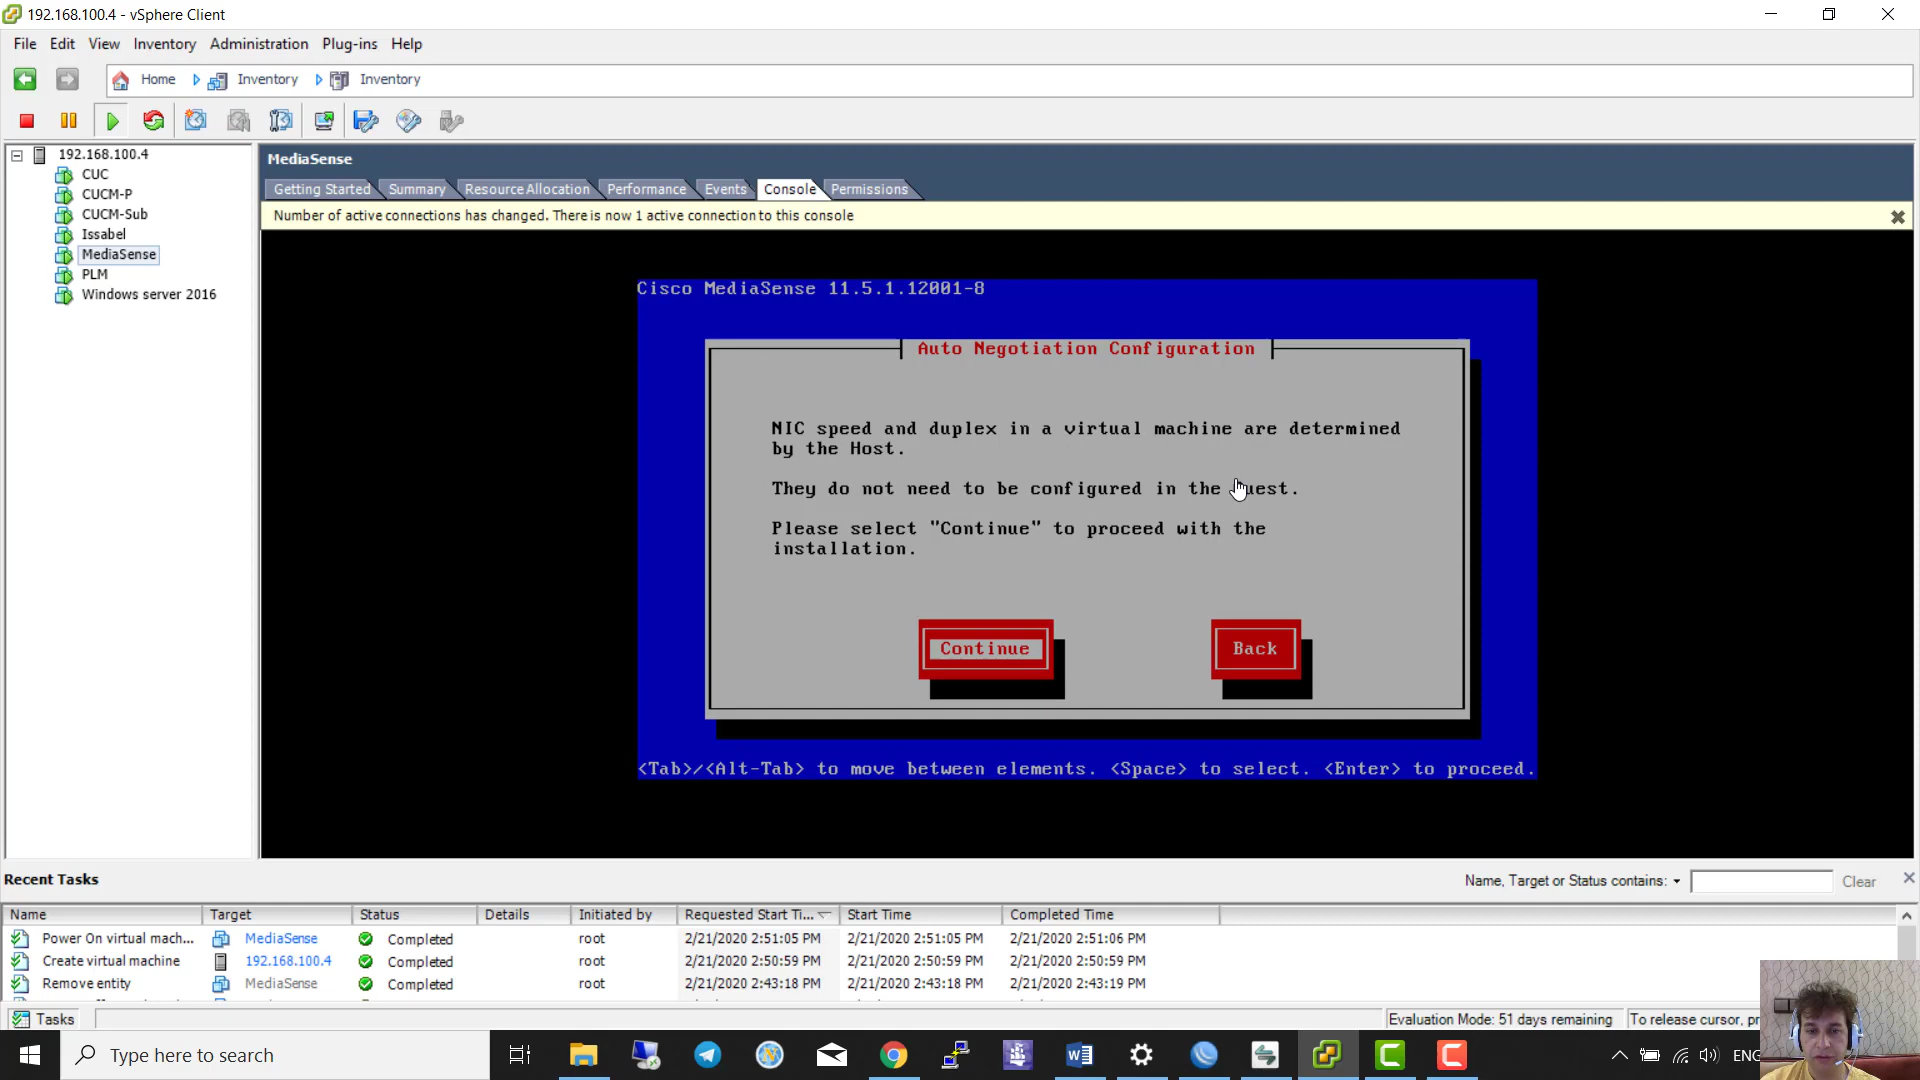 192.168.100.4 - vSphere Client
File Edit View Inventory Administration Plug-ins Help
Home Inventory Inventory
192.168.100.4
CUC
CUCM-P
CUCM-Sub
Issabel
MediaSense
PLM
Windows server 2016
MediaSense
Getting Started Summary Resource Allocation Performance Events Console Permissions
Number of active connections has changed. There is now 1 active connection to this console
Cisco MediaSense 11.5.1.12001-8
Auto Negotiation Configuration
NIC speed and duplex in a virtual machine are determined
by the Host.
They do not need to be configured in the uest.
Please select "Continue" to proceed with the
installation.
Continue Back
<Tab>/<Alt-Tab> to move between elements. <Space> to select. <Enter> to proceed.
Recent Tasks
Name, Target or Status contains: Clear
Name Target Status Details Initiated by Requested Start Ti... Start Time Completed Time
Power On virtual mach... MediaSense Completed root 2/21/2020 2:51:05 PM 2/21/2020 2:51:05 PM 2/21/2020 2:51:06 PM
Create virtual machine 192.168.100.4 Completed root 2/21/2020 2:50:59 PM 2/21/2020 2:50:59 PM 2/21/2020 2:50:59 PM
Remove entity MediaSense Completed root 2/21/2020 2:43:18 PM 2/21/2020 2:43:18 PM 2/21/2020 2:43:19 PM
Tasks
Evaluation Mode: 51 days remaining To release cursor, pr
Type here to search
ENG